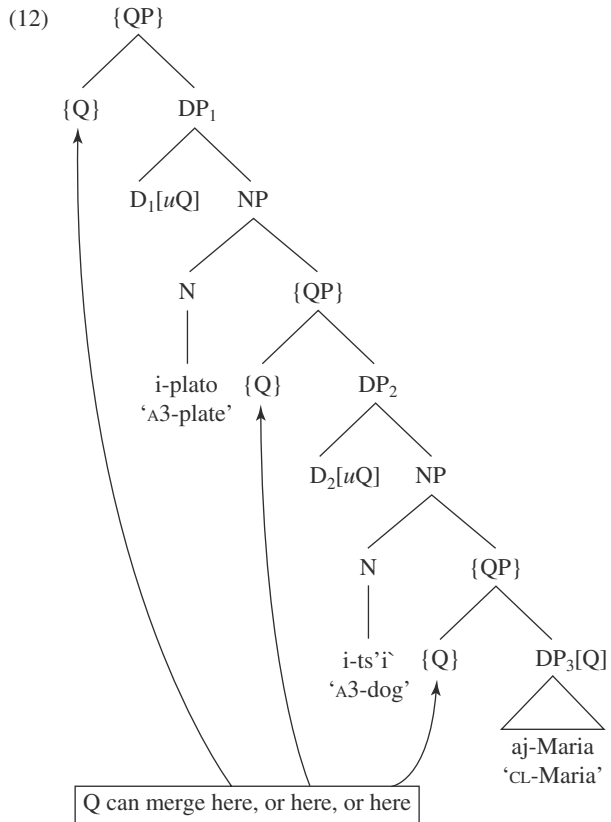 (12) {QP}
{Q} DP₁
D₁[uQ] NP
N {QP}
i-plato {Q} DP₂
‘A3-plate’
D₂[uQ] NP
N {QP}
i-ts’i` {Q} DP₃[Q]
‘A3-dog’
aj-Maria
‘CL-Maria’
Q can merge here, or here, or here